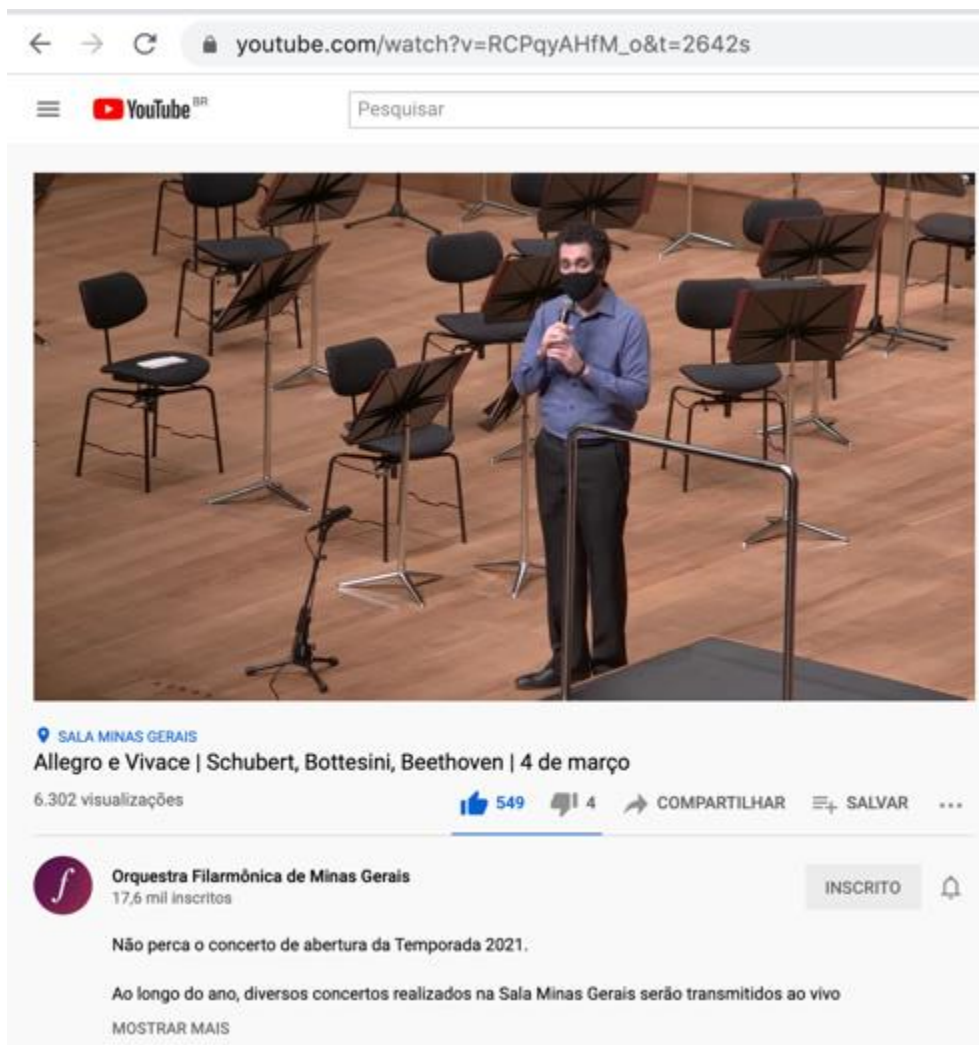 youtube.com/watch?v=RCPqyAHfM_o&t=2642s
YouTube BR
Pesquisar
SALA MINAS GERAIS
Allegro e Vivace | Schubert, Bottesini, Beethoven | 4 de março
6.302 visualizações
549
4
COMPARTILHAR
SALVAR
f
Orquestra Filarmônica de Minas Gerais
17,6 mil inscritos
INSCRITO
Não perca o concerto de abertura da Temporada 2021.
Ao longo do ano, diversos concertos realizados na Sala Minas Gerais serão transmitidos ao vivo
MOSTRAR MAIS